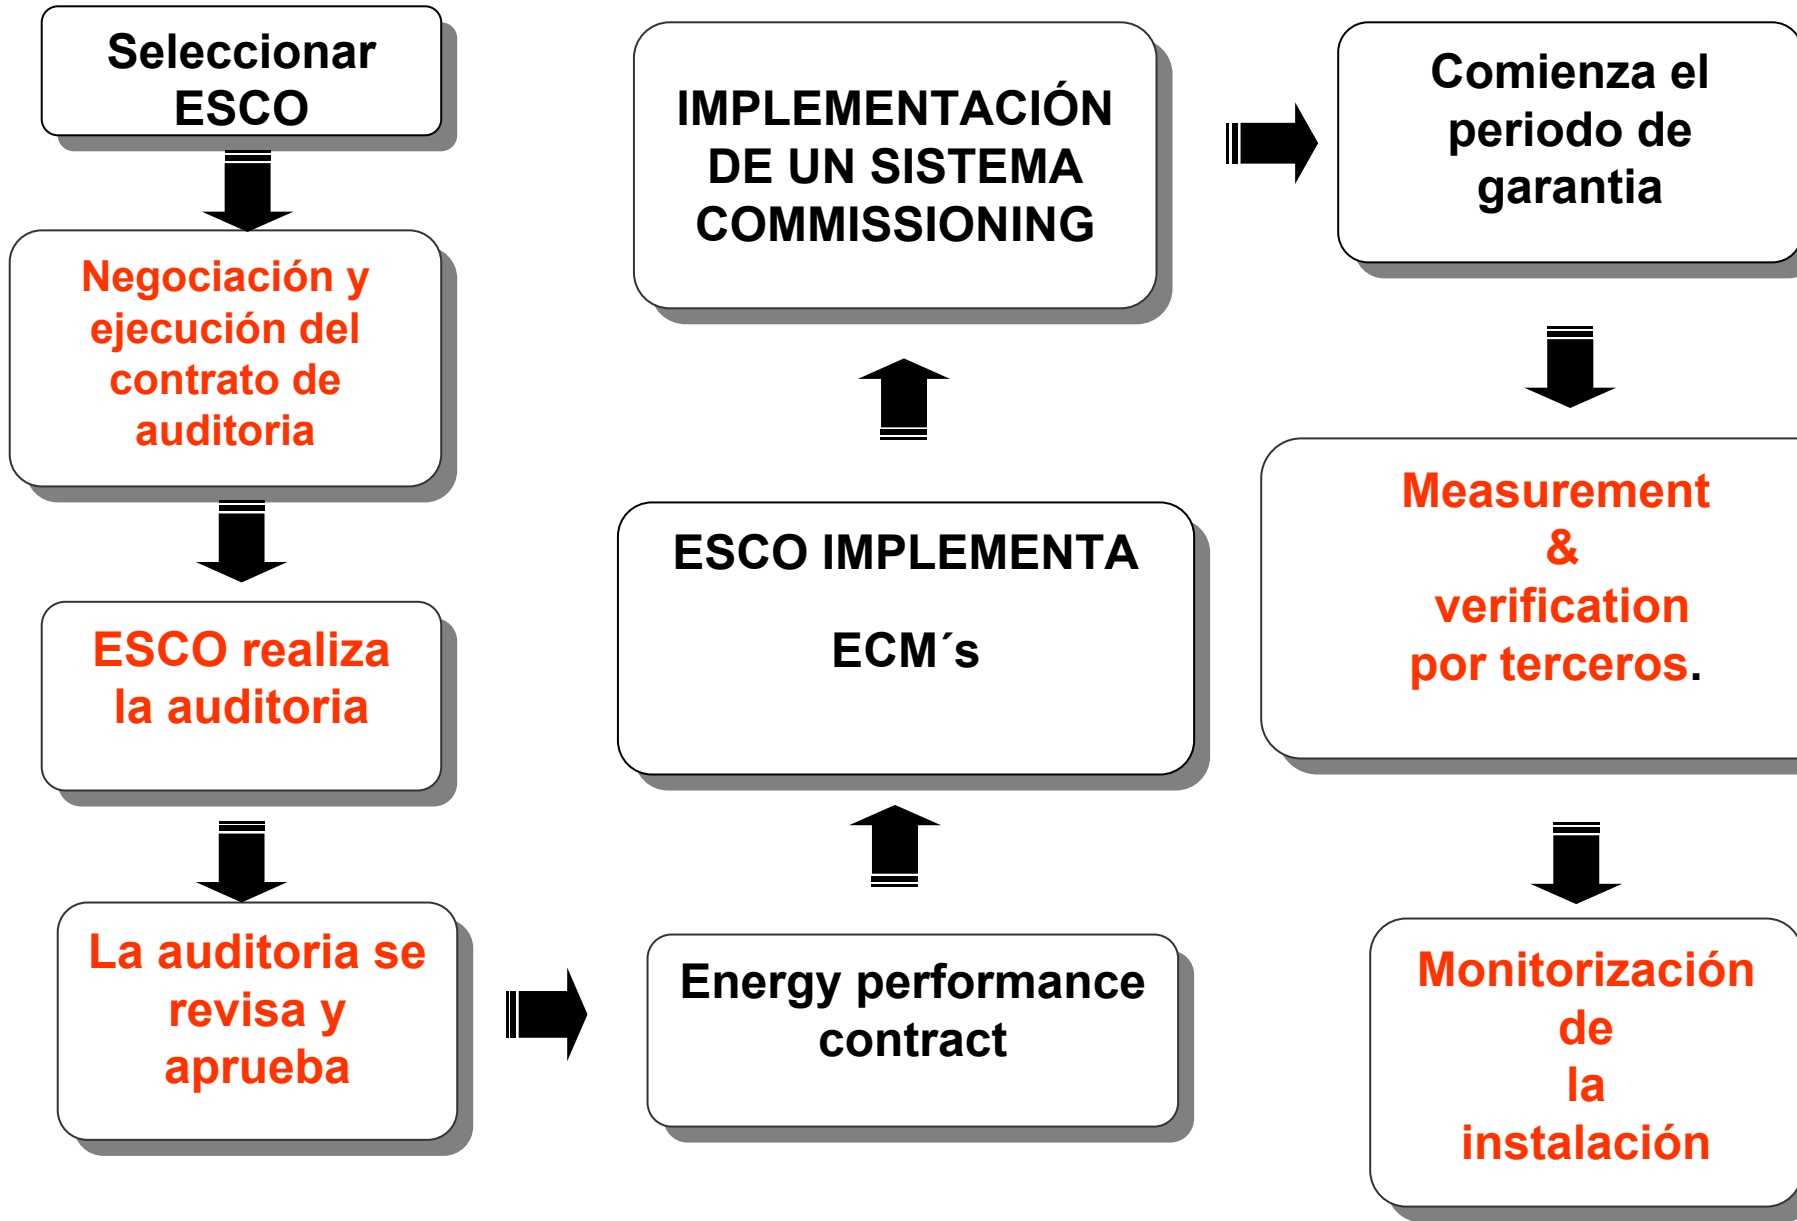 Seleccionar
ESCO
Negociación y
ejecución del
contrato de
auditoria
ESCO realiza
la auditoria
La auditoria se
revisa y
aprueba
Energy performance
contract
ESCO IMPLEMENTA
ECM´s
IMPLEMENTACIÓN
DE UN SISTEMA
COMMISSIONING
Comienza el
periodo de
garantia
Measurement
&
verification
por terceros.
Monitorización
de
la
instalación